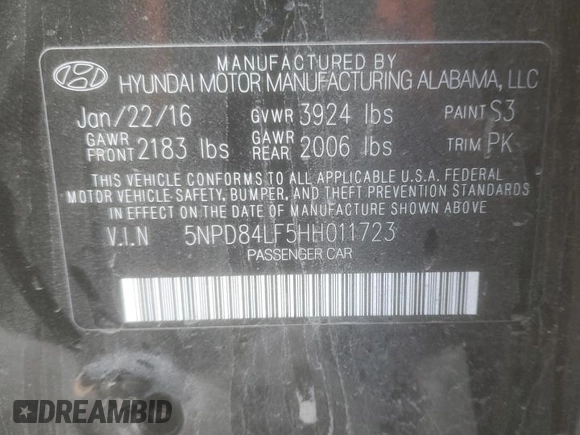 MANUFACTURED BY
HYUNDAI MOTOR MANUFACTURING ALABAMA, LLC
Jan/22/16 GVWR 3924 lbs PAINT S3
GAWR FRONT 2183 lbs GAWR REAR 2006 lbs TRIM PK
THIS VEHICLE CONFORMS TO ALL APPLICABLE U.S.A. FEDERAL
MOTOR VEHICLE SAFETY, BUMPER, AND THEFT PREVENTION STANDARDS
IN EFFECT ON THE DATE OF MANUFACTURE SHOWN ABOVE.
V.I.N 5NPD84LF5HH011723
PASSENGER CAR
DREAMBID